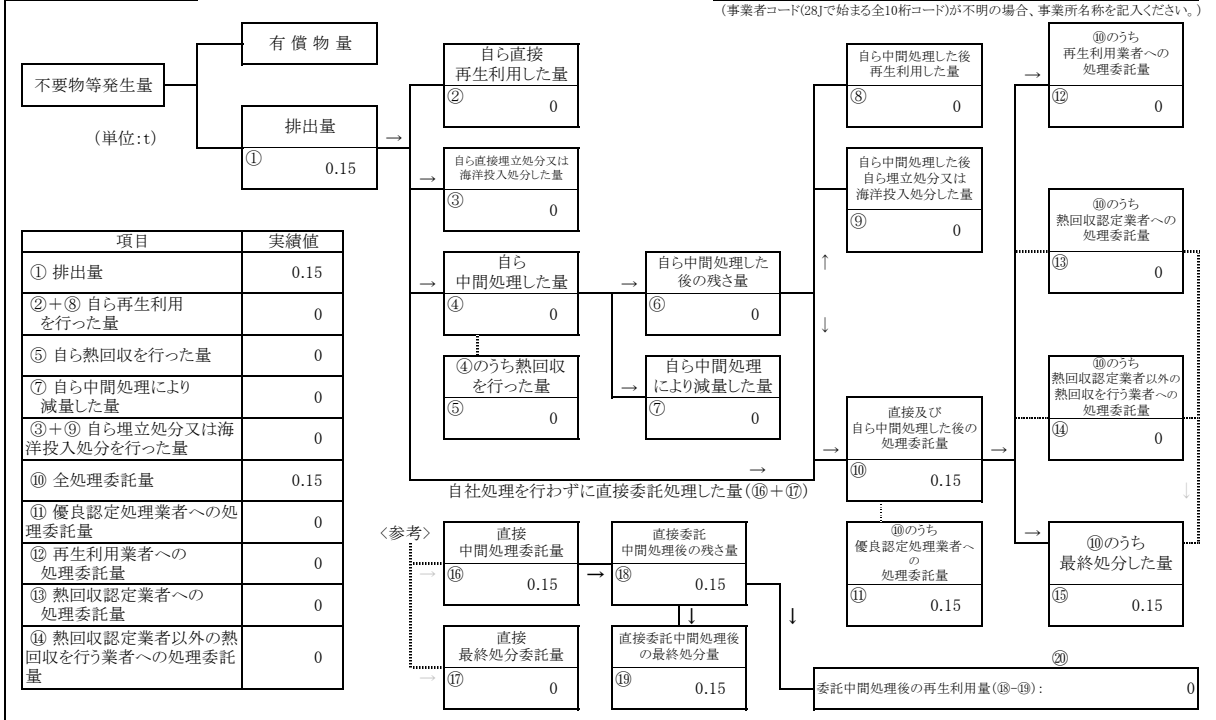 (事業者コード(28Jで始まる全10桁コード)が不明の場合、事業所名称を記入ください。)
不要物等発生量
(単位:t)
有 償 物 量
排出量
①
0.15
→
自ら直接
再生利用した量
②
0
→
自ら直接埋立処分又は
海洋投入処分した量
③
0
→
自ら
中間処理した量
④
0
④のうち熱回収
を行った量
⑤
0
→
自ら中間処理した
後の残さ量
⑥
0
→
自ら中間処理
により減量した量
⑦
0
自ら中間処理した後
再生利用した量
⑧
0
自ら中間処理した後
自ら埋立処分又は
海洋投入処分した量
⑨
0
↑
↓
→
自社処理を行わずに直接委託処理した量(⑯+⑰)
→
直接及び
自ら中間処理した後の
処理委託量
⑩
0.15
→
⑩のうち
優良認定処理業者へ
の
処理委託量
⑪
0.15
→
⑩のうち
再生利用業者への
処理委託量
⑫
0
⑩のうち
熱回収認定業者への
処理委託量
⑬
0
⑩のうち
熱回収認定業者以外の
熱回収を行う業者への
処理委託量
⑭
0
↓
→
⑩のうち
最終処分した量
⑮
0.15
項目 実績値
① 排出量 0.15
②+⑧ 自ら再生利用
を行った量 0
⑤ 自ら熱回収を行った量 0
⑦ 自ら中間処理により
減量した量 0
③+⑨ 自ら埋立処分又は海
洋投入処分を行った量 0
⑩ 全処理委託量 0.15
⑪ 優良認定処理業者への処
理委託量 0
⑫ 再生利用業者への
処理委託量 0
⑬ 熱回収認定業者への
処理委託量 0
⑭ 熱回収認定業者以外の熱
回収を行う業者への処理委託
量 0
〈参考〉
→
直接
中間処理委託量
⑯
0.15
→
直接委託
中間処理後の残さ量
⑱
0.15
↓
↓
→
直接
最終処分委託量
⑰
0
直接委託中間処理後
の最終処分量
⑲
0.15
⑳
委託中間処理後の再生利用量(⑱-⑲): 0